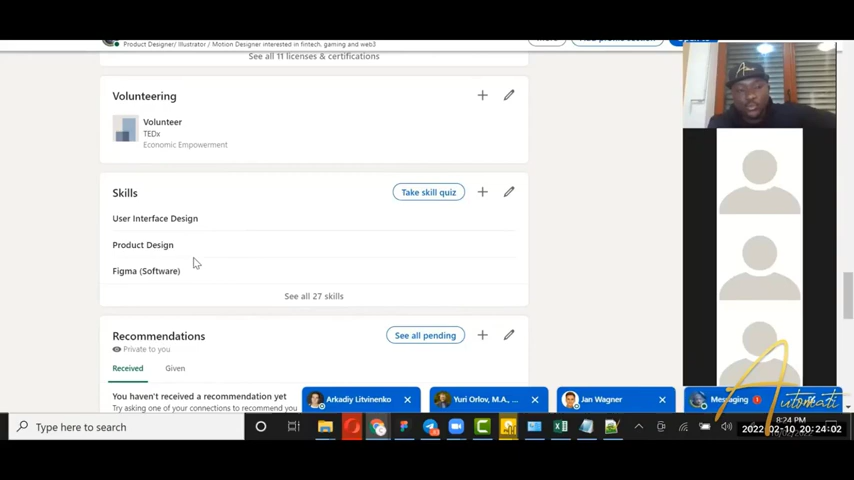 Product Designer/ Illustrator / Motion Designer interested in fintech, gaming and web3
See all 11 licenses & certifications
Volunteering
Volunteer
TEDx
Economic Empowerment
Skills
Take skill quiz
User Interface Design
Product Design
Figma (Software)
See all 27 skills
Recommendations
See all pending
Private to you
Received
Given
You haven't received a recommendation yet
Try asking one of your connections to recommend you
Arkadiy Litvinenko
Yuri Orlov, M.A., ...
Jan Wagner
Messaging
Automati
Type here to search
8:24 PM
2022-02-10 20:24:02